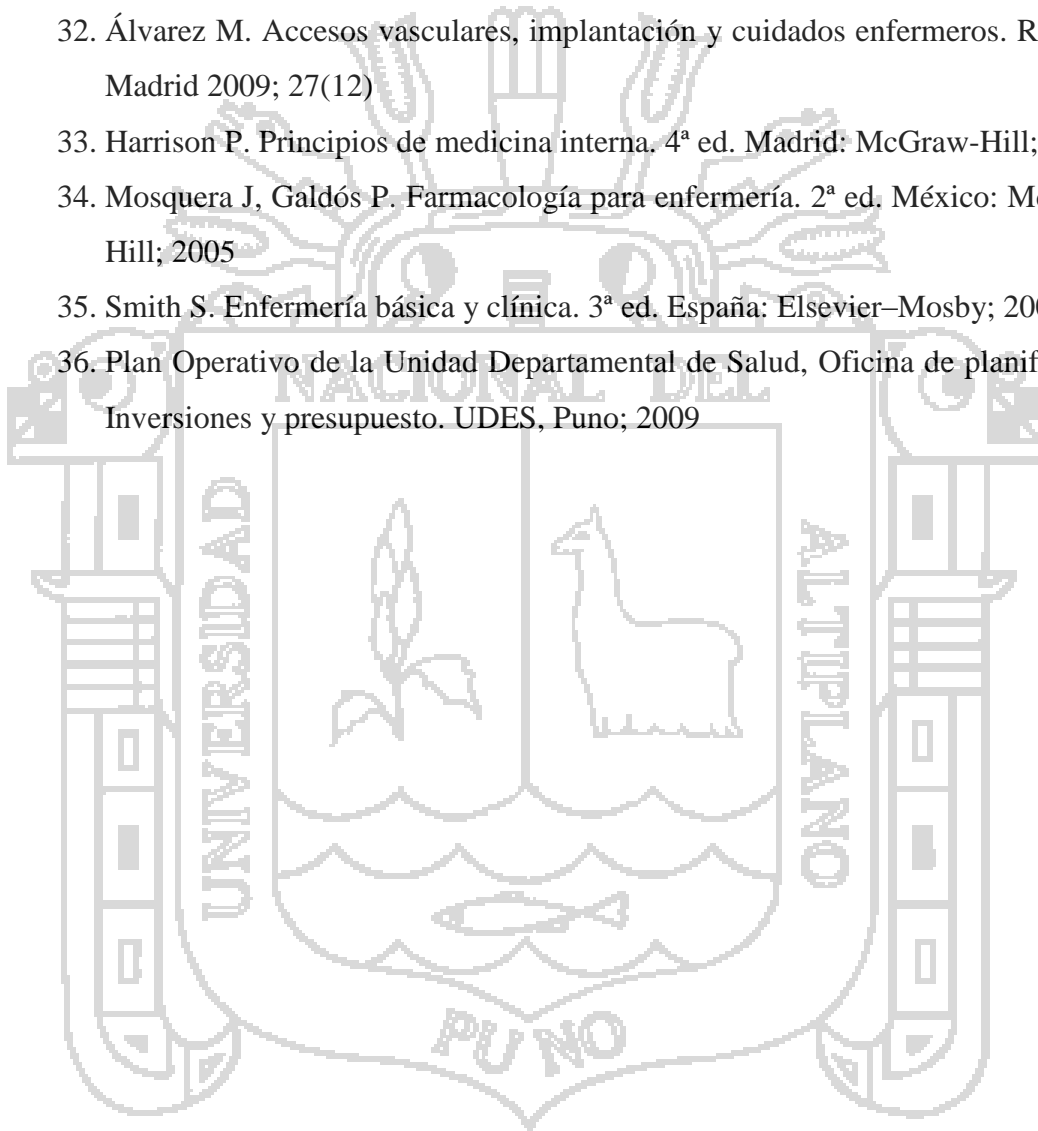 32. Álvarez M. Accesos vasculares, implantación y cuidados enfermeros.
Madrid 2009; 27(12)
33. Harrison P. Principios de medicina interna. 4ª ed. Madrid: McGraw-Hill;
34. Mosquera J, Galdós P. Farmacología para enfermería. 2ª ed. México:
Hill; 2005
35. Smith S. Enfermería básica y clínica. 3ª ed. España: Elsevier–Mosby;
36. Plan Operativo de la Unidad Departamental de Salud, Oficina de
Inversiones y presupuesto. UDES, Puno; 2009
NACIONAL DEL
UNIVERSIDAD
ALTIPLANO
PUNO